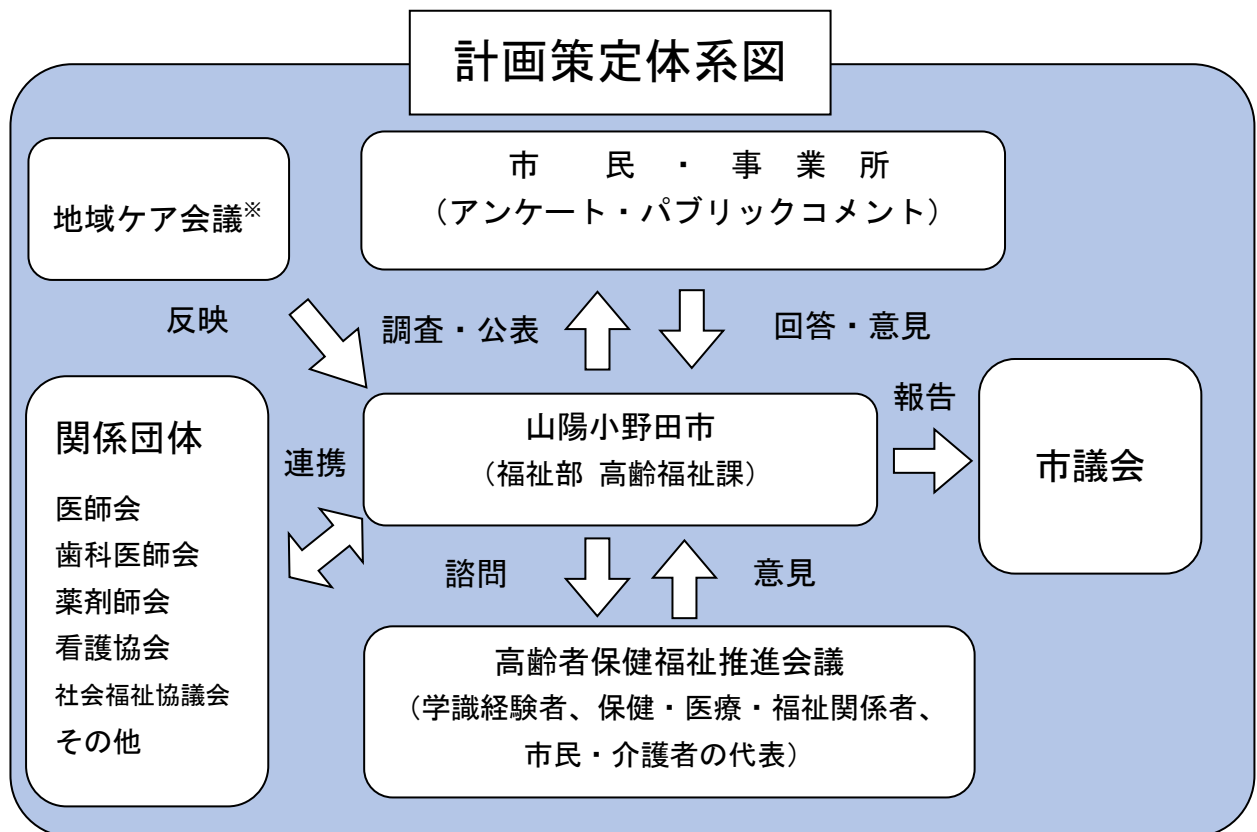 計画策定体系図
地域ケア会議※
市　民・事業所
（アンケート・パブリックコメント）
反映
調査・公表
回答・意見
関係団体
医師会
歯科医師会
薬剤師会
看護協会
社会福祉協議会
その他
連携
山陽小野田市
（福祉部 高齢福祉課）
報告
市議会
諮問
意見
高齢者保健福祉推進会議
（学識経験者、保健・医療・福祉関係者、
市民・介護者の代表）